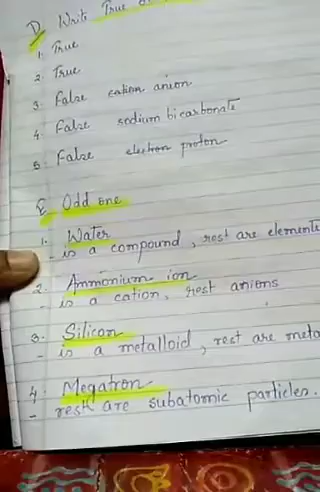 D Write True or
1. True
2. True
3. False cation anion
4. False sodium bicarbonate
5. False electron proton
E Odd one
1. Water
- is a compound, rest are elements
2. Ammonium ion
- is a cation, rest anions
3. Silicon
- is a metalloid, rest are meta
4. Megatron
- rest are subatomic particles.